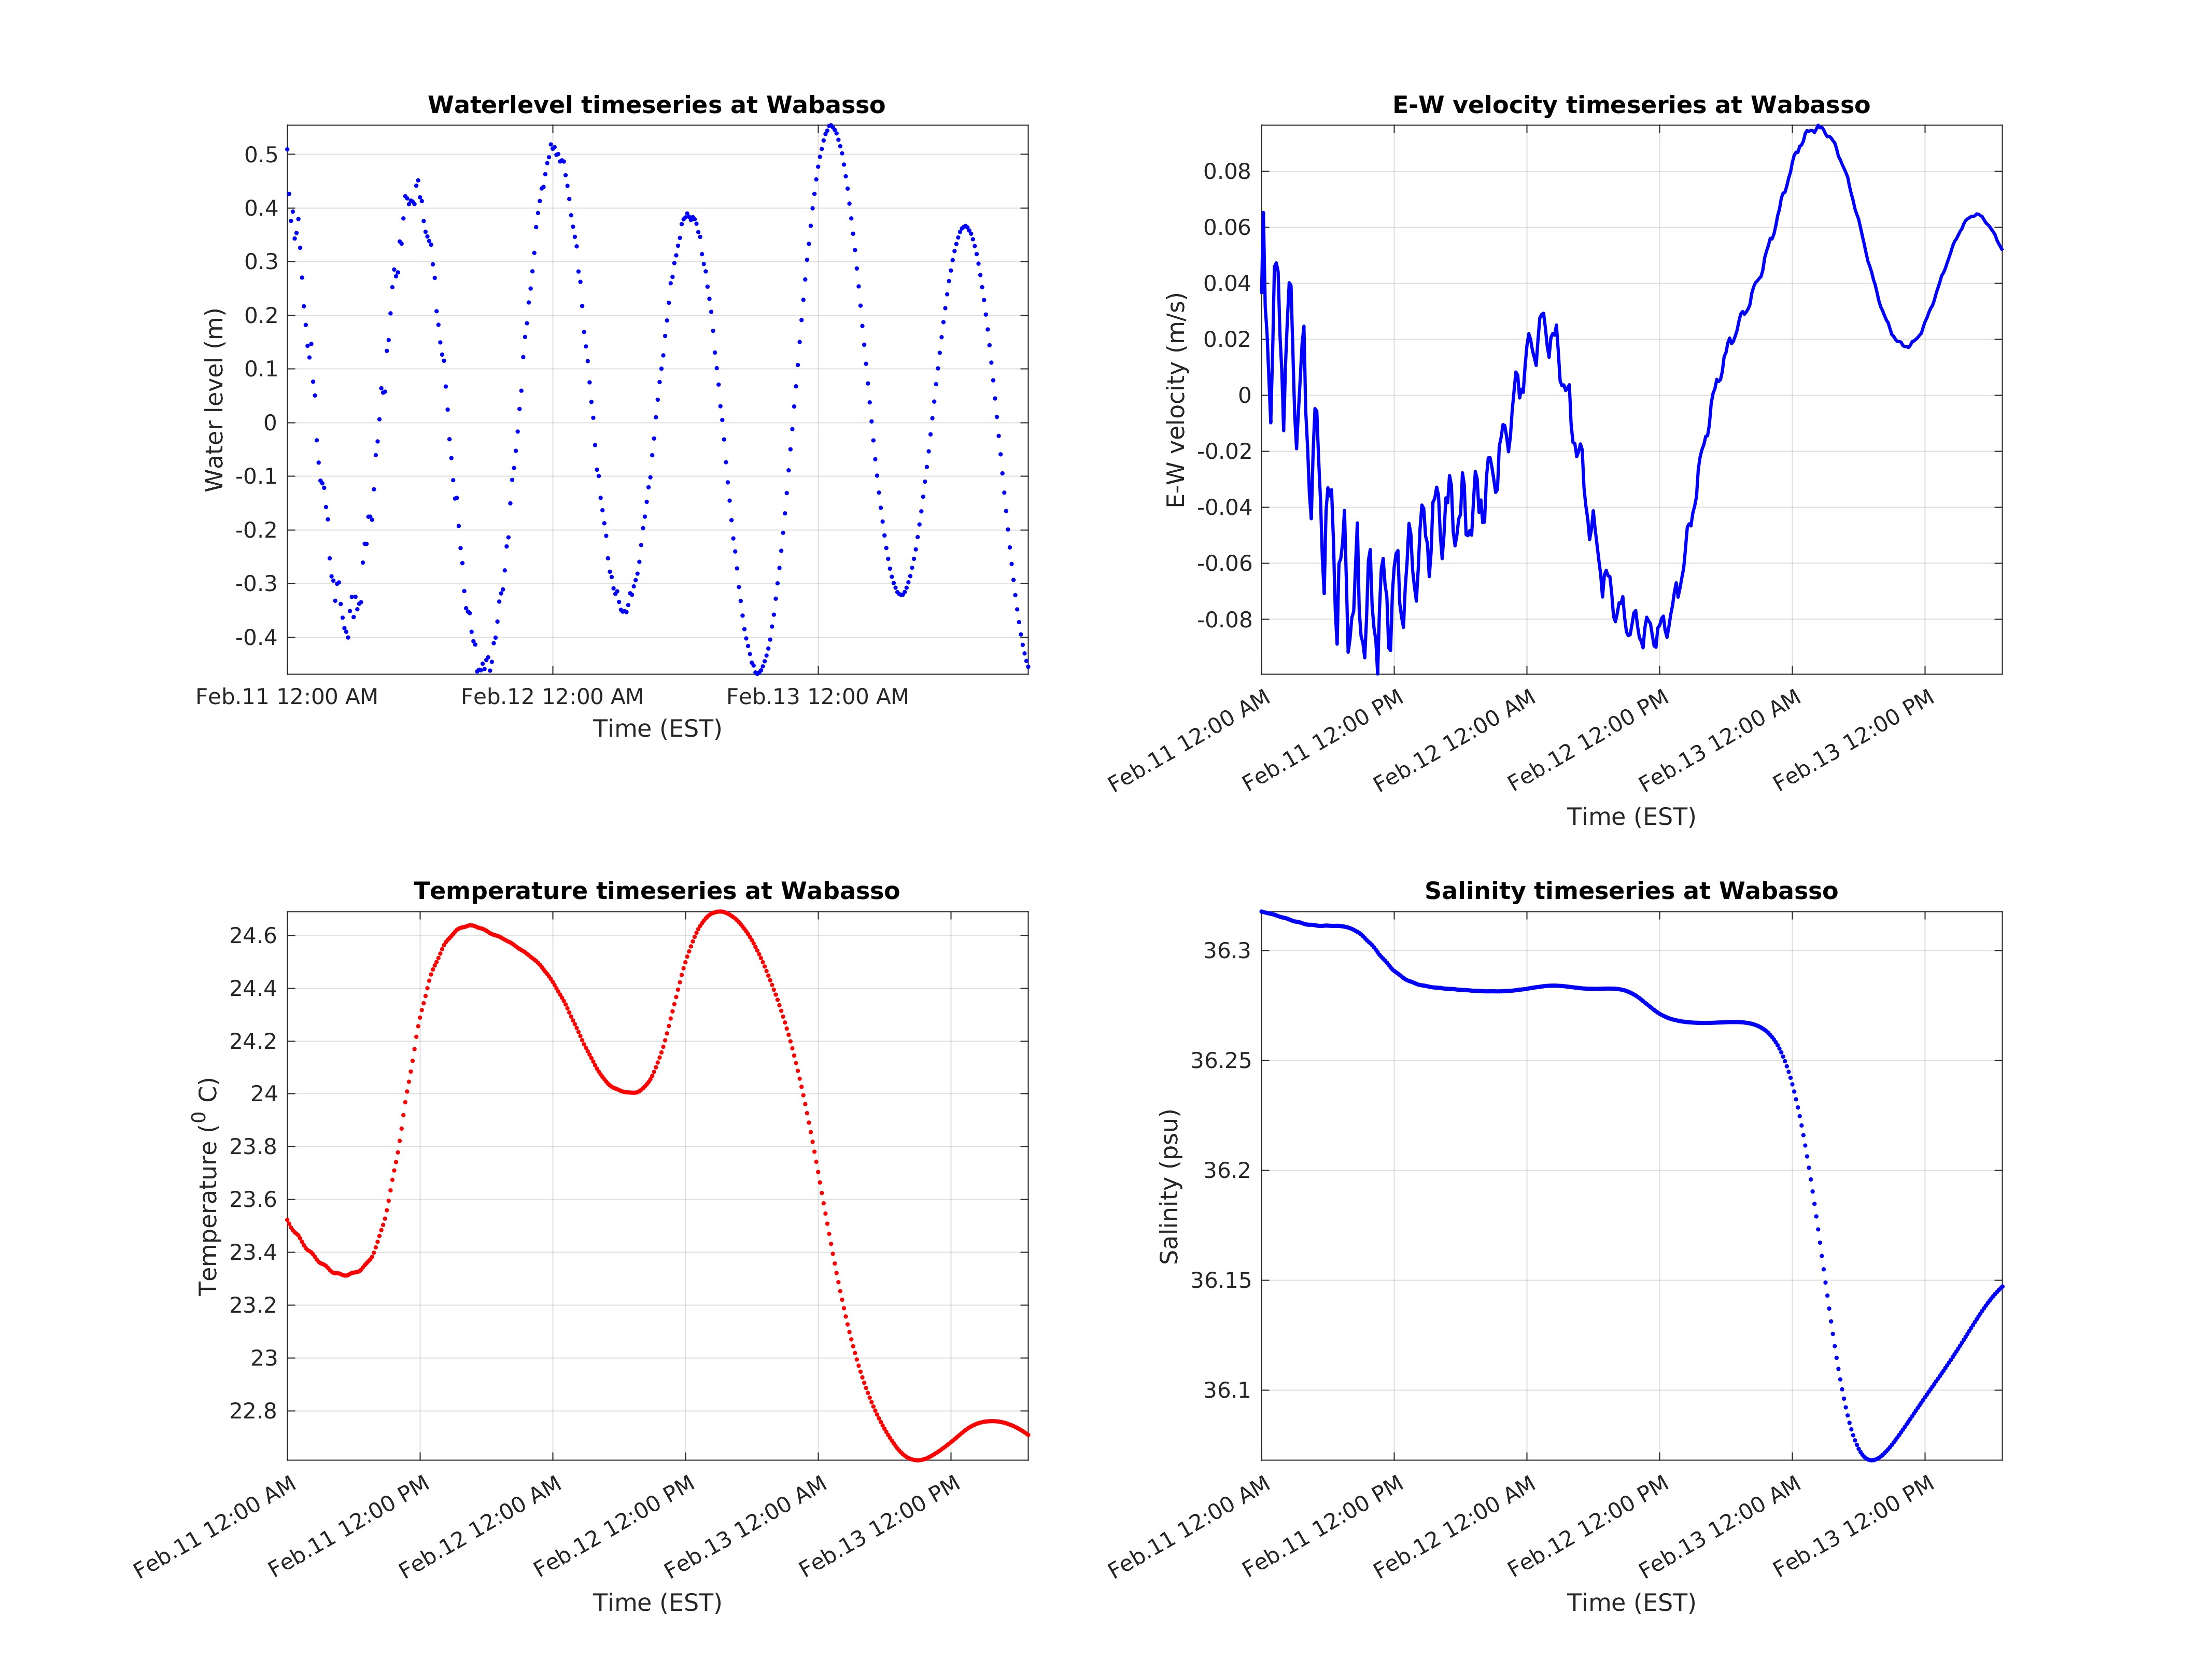 Waterlevel timeseries at Wabasso
0.5
0.4
0.3
0.2
0.1
0
-0.1
-0.2
-0.3
-0.4
Water level (m)
Feb.11 12:00 AM
Feb.12 12:00 AM
Feb.13 12:00 AM
Time (EST)
E-W velocity timeseries at Wabasso
0.08
0.06
0.04
0.02
0
-0.02
-0.04
-0.06
-0.08
E-W velocity (m/s)
Feb.11 12:00 AM
Feb.11 12:00 PM
Feb.12 12:00 AM
Feb.12 12:00 PM
Feb.13 12:00 AM
Feb.13 12:00 PM
Time (EST)
Temperature timeseries at Wabasso
24.6
24.4
24.2
24
23.8
23.6
23.4
23.2
23
22.8
Temperature (⁰ C)
Feb.11 12:00 AM
Feb.11 12:00 PM
Feb.12 12:00 AM
Feb.12 12:00 PM
Feb.13 12:00 AM
Feb.13 12:00 PM
Time (EST)
Salinity timeseries at Wabasso
36.3
36.25
36.2
36.15
36.1
Salinity (psu)
Feb.11 12:00 AM
Feb.11 12:00 PM
Feb.12 12:00 AM
Feb.12 12:00 PM
Feb.13 12:00 AM
Feb.13 12:00 PM
Time (EST)